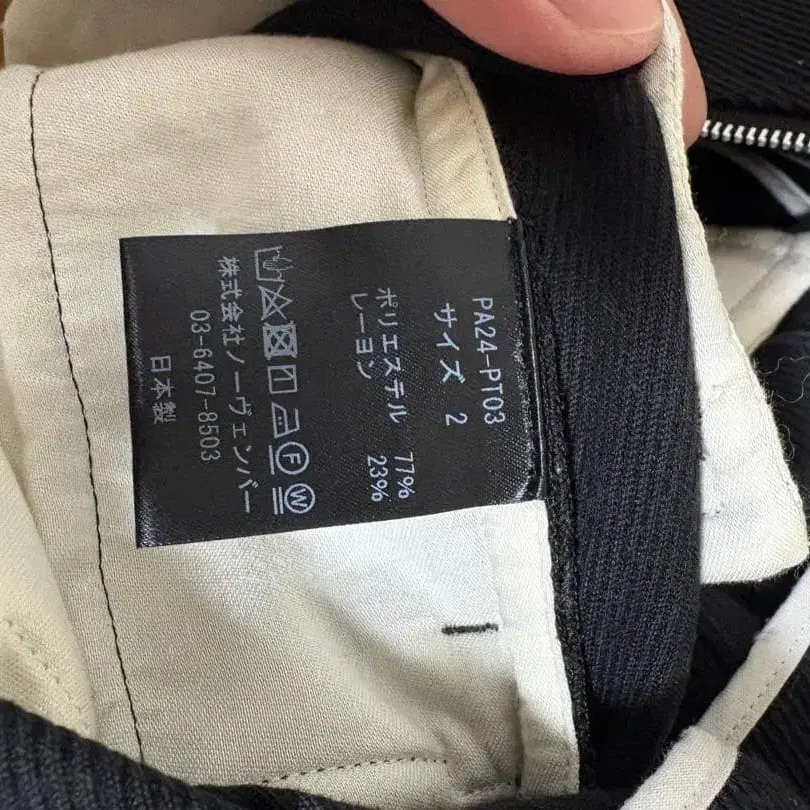 PA24-PT03
サイズ 2
ポリエステル 77%
レーヨン 23%
Ⓕ Ⓦ
株式会社ノーヴェンバー
03-6407-8503
日本製